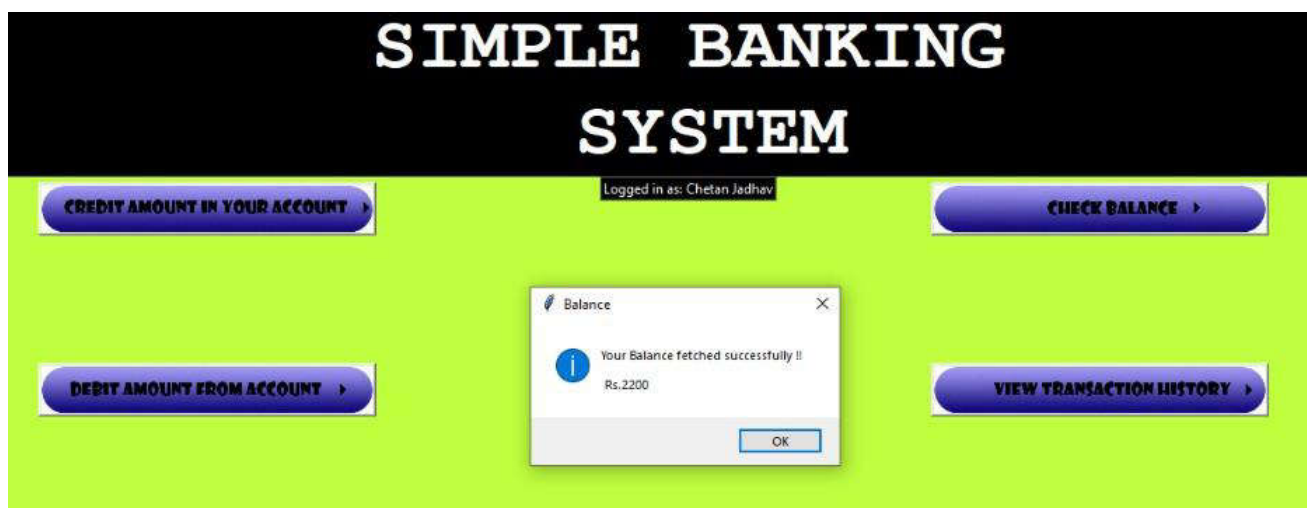 SIMPLE BANKING
SYSTEM
Logged in as: Chetan Jadhav
CREDIT AMOUNT IN YOUR ACCOUNT
CHECK BALANCE
Balance
Your Balance fetched successfully !!
Rs.2200
OK
DEBIT AMOUNT FROM ACCOUNT
VIEW TRANSACTION HISTORY